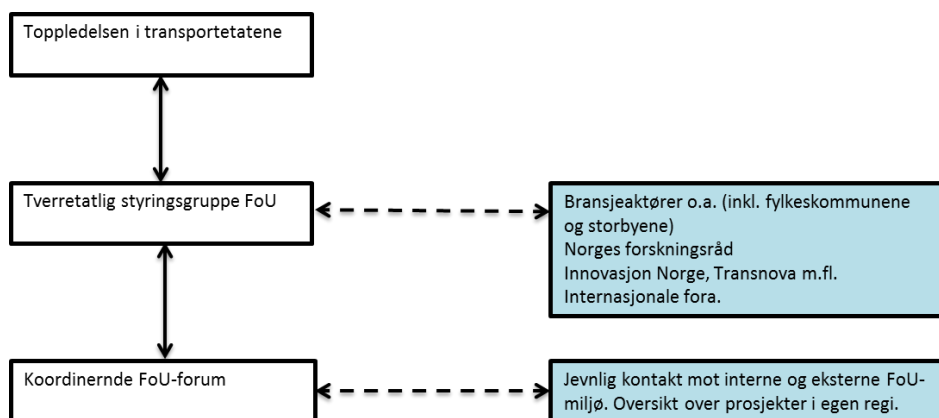 Toppledelsen i transportetatene
Tverretatlig styringsgruppe FoU
Bransjeaktører o.a. (inkl. fylkeskommunene
og storbyene)
Norges forskningsråd
Innovasjon Norge, Transnova m.fl.
Internasjonale fora.
Koordinernde FoU-forum
Jevnlig kontakt mot interne og eksterne FoU-
miljø. Oversikt over prosjekter i egen regi.